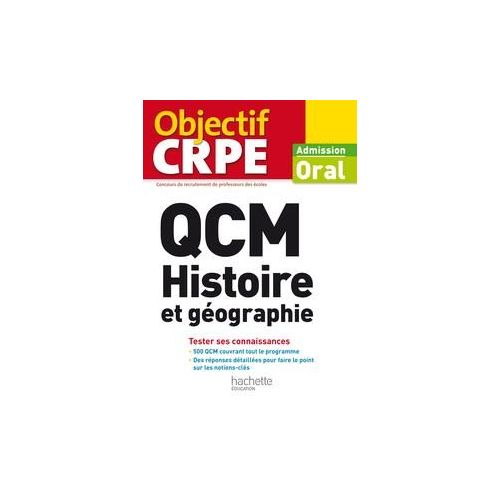 Objectif
CRPE
Admission
Oral
Concours de recrutement de professeurs des écoles
QCM
Histoire
et géographie
Tester ses connaissances
• 500 QCM couvrant tout le programme
• Des réponses détaillées pour faire le point
sur les notions-clés
hachette
ÉDUCATION